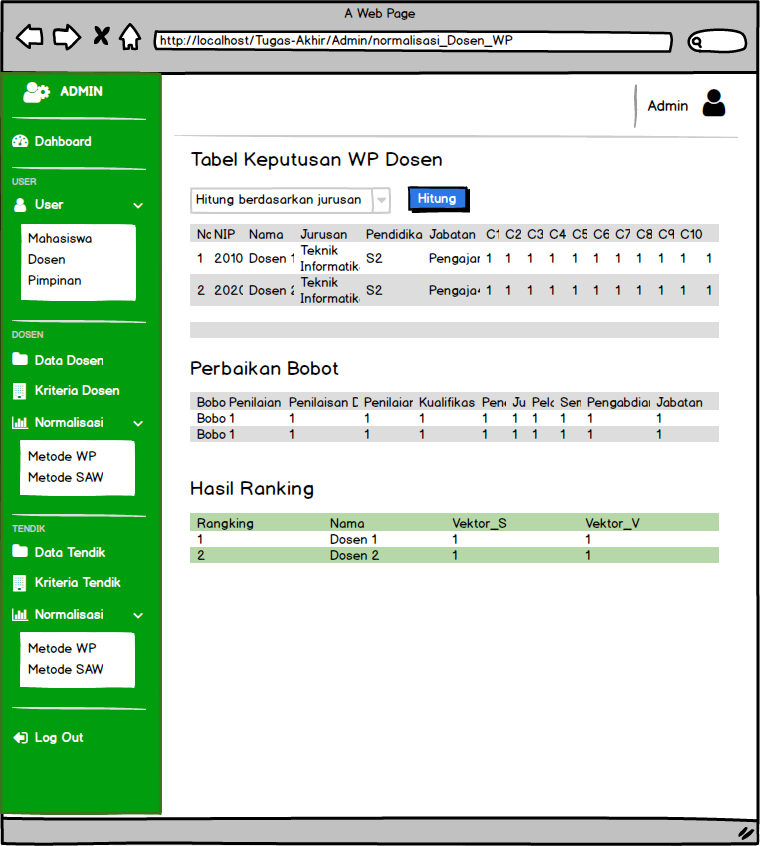 A Web Page
http://localhost/Tugas-Akhir/Admin/normalisasi_Dosen_WP
ADMIN
Dahboard
USER
User
Mahasiswa
Dosen
Pimpinan
DOSEN
Data Dosen
Kriteria Dosen
Normalisasi
Metode WP
Metode SAW
TENDIK
Data Tendik
Kriteria Tendik
Normalisasi
Metode WP
Metode SAW
Log Out
Admin
Tabel Keputusan WP Dosen
Hitung berdasarkan jurusan Hitung
Nc NIP Nama Jurusan Pendidika Jabatan C1 C2 C3 C4 C5 C6 C7 C8 C9 C10
1 2010 Dosen 1 Teknik Informatik S2 Pengajar 1 1 1 1 1 1 1 1 1 1 1
2 2020 Dosen 2 Teknik Informatik S2 Pengaja 1 1 1 1 1 1 1 1 1 1 1
Perbaikan Bobot
Bobo Penilaian Penilaisan D Penilaiar Kualifikas Pene Ju Pela Sem Pengabdiar Jabatan
Bobo 1 1 1 1 1 1 1 1 1 1
Bobo 1 1 1 1 1 1 1 1 1 1
Hasil Ranking
Rangking Nama Vektor_S Vektor_V
1 Dosen 1 1 1
2 Dosen 2 1 1